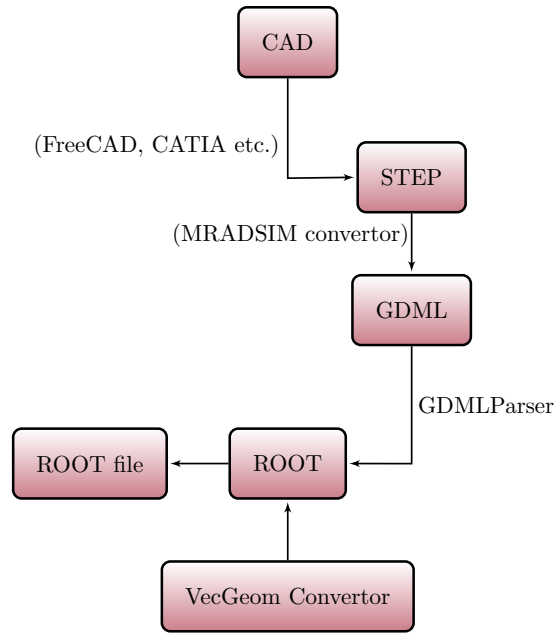 CAD
(FreeCAD, CATIA etc.)
STEP
(MRADSIM convertor)
GDML
GDMLParser
ROOT file
ROOT
VecGeom Convertor